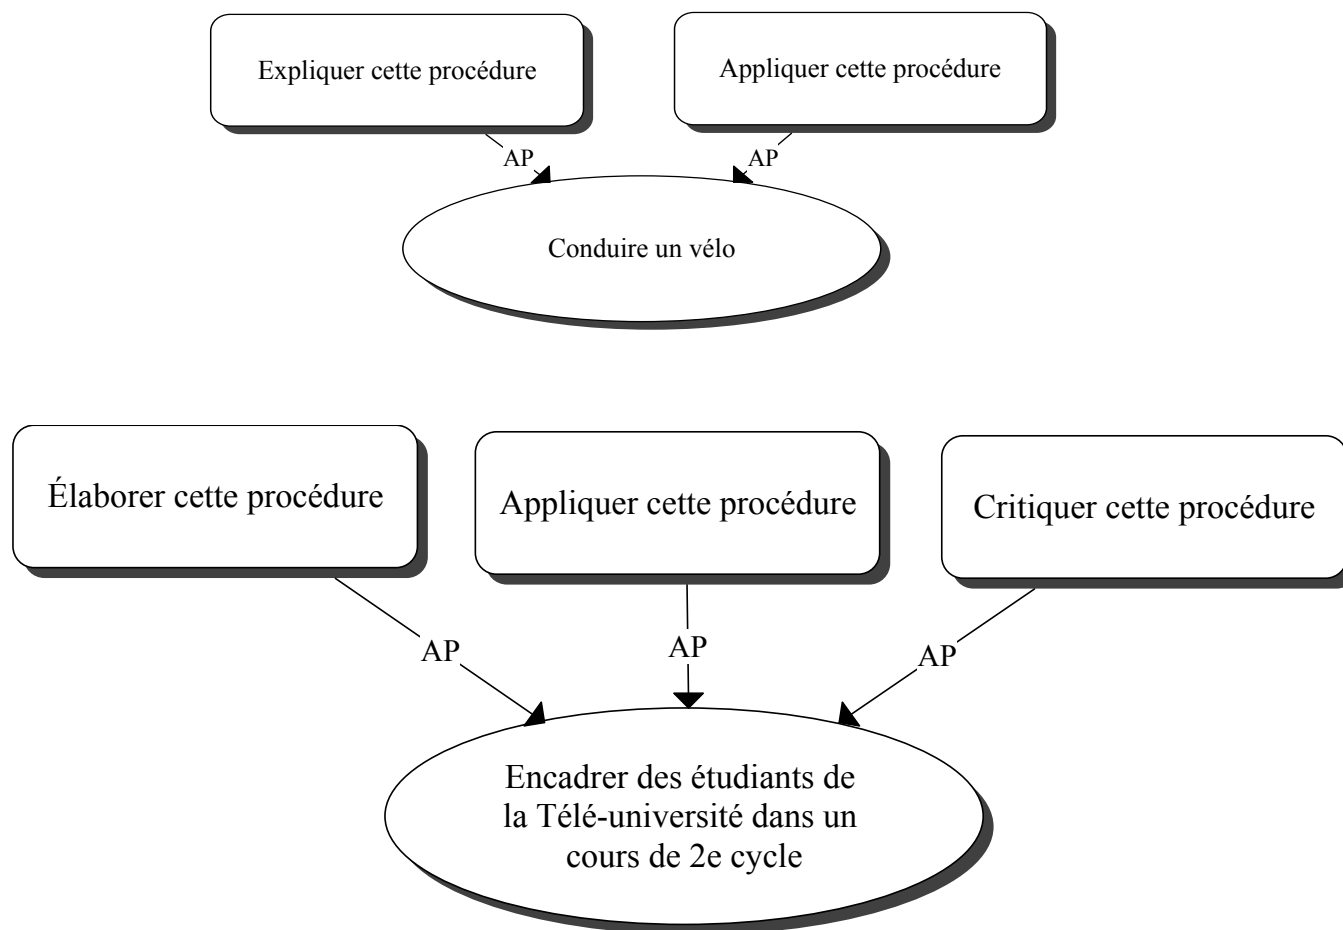 Expliquer cette procédure
Appliquer cette procédure
AP
AP
Conduire un vélo
Élaborer cette procédure
Appliquer cette procédure
Critiquer cette procédure
AP
AP
AP
Encadrer des étudiants de
la Télé-université dans un
cours de 2e cycle